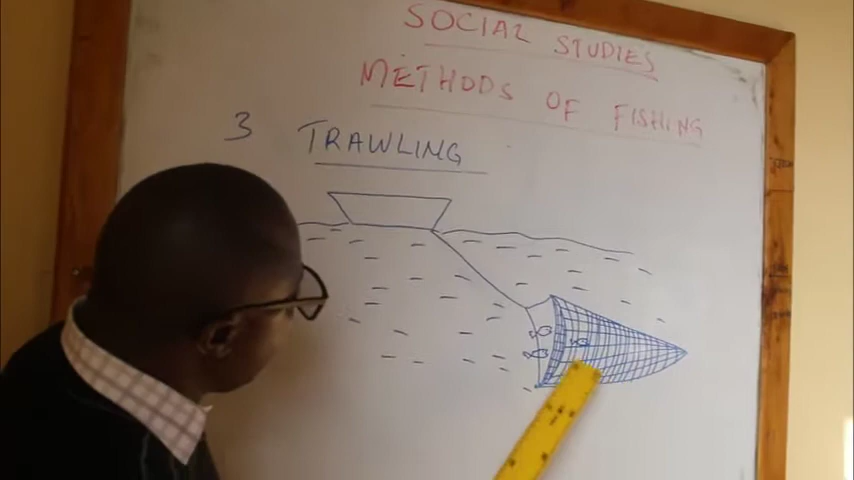 SOCIAL STUDIES
METHODS OF FISHING
3 TRAWLING